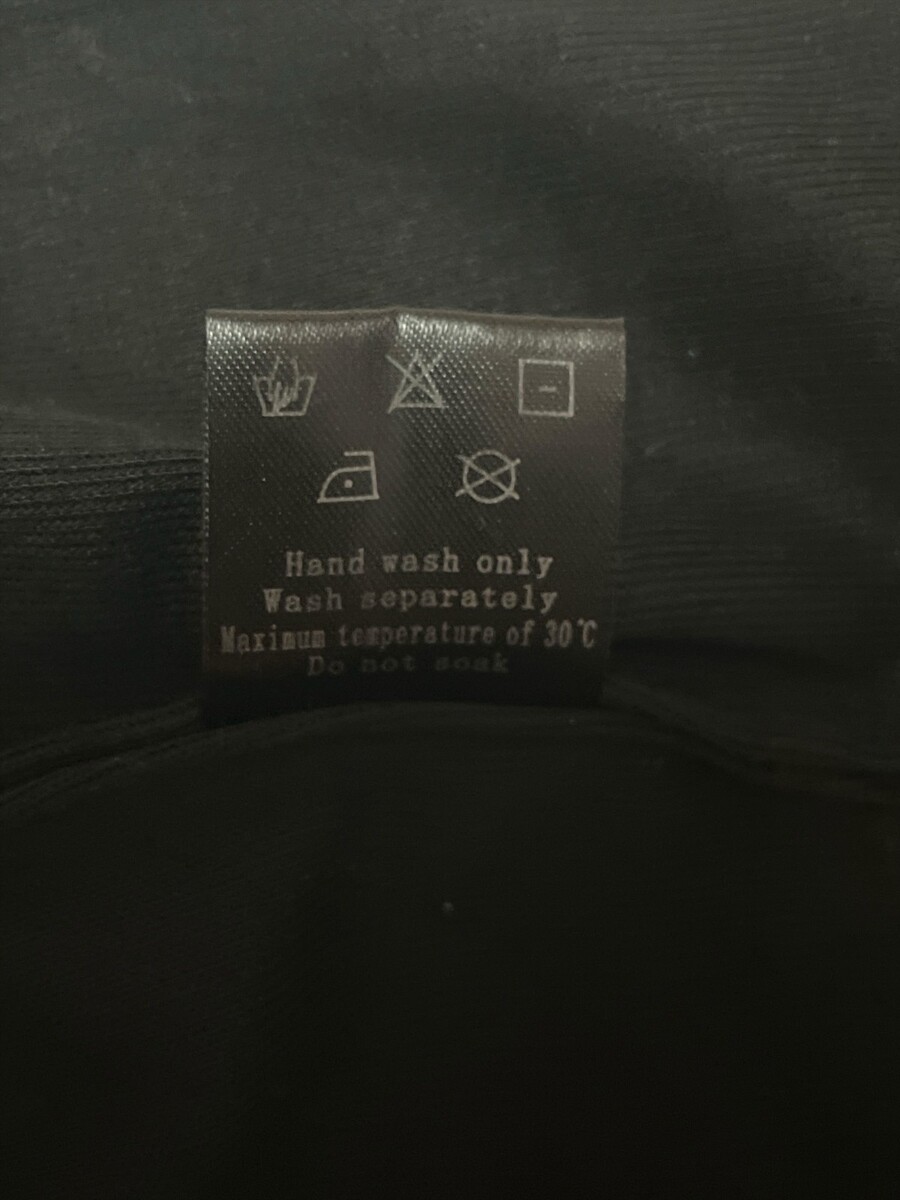 Hand wash only
Wash separately
Maximum temperature of 30℃
Do not soak